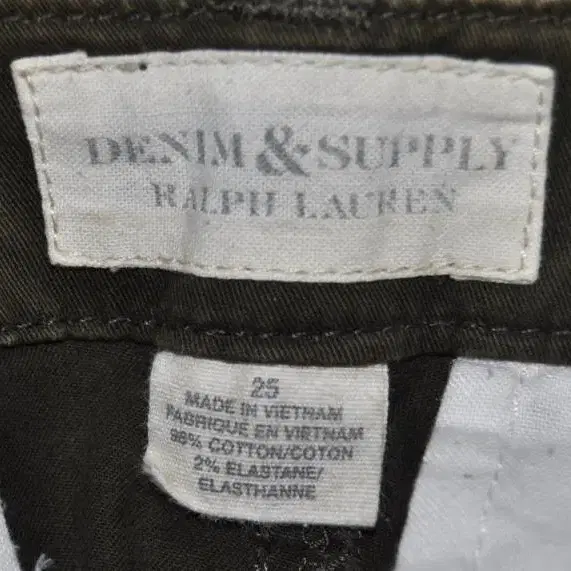 DENIM & SUPPLY
RALPH LAUREN
25
MADE IN VIETNAM
FABRIQUE EN VIETNAM
98% COTTON/COTON
2% ELASTANE/
ELASTHANNE